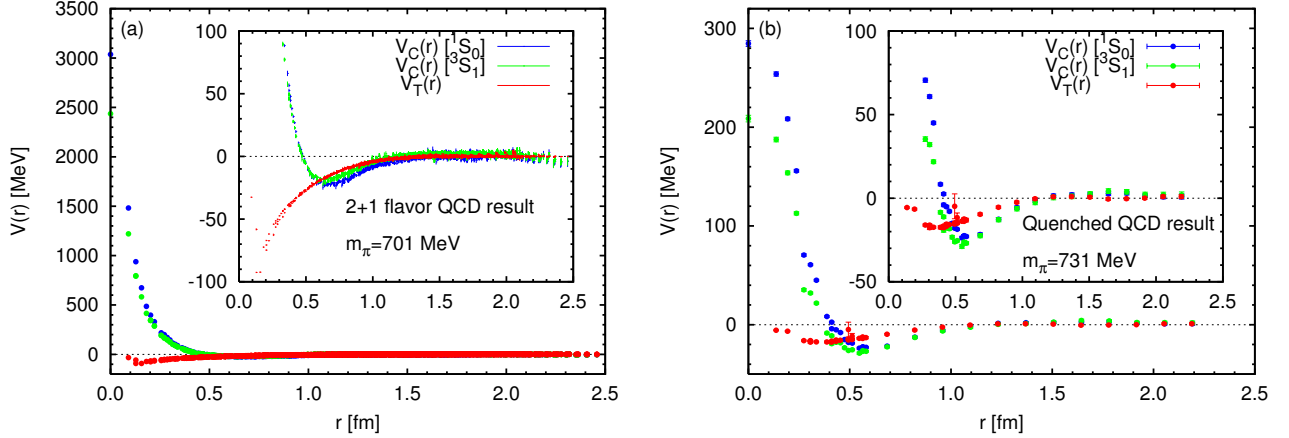 (a)
V(r) [MeV]
3500
3000
2500
2000
1500
1000
500
0
0.0 0.5 1.0 1.5 2.0 2.5
r [fm]
100
50
0
-50
-100
0.0 0.5 1.0 1.5 2.0 2.5
V_C(r) [^1S_0]
V_C(r) [^3S_1]
V_T(r)
2+1 flavor QCD result
m_π=701 MeV
(b)
V(r) [MeV]
300
200
100
0
0.0 0.5 1.0 1.5 2.0 2.5
r [fm]
100
50
0
-50
0.0 0.5 1.0 1.5 2.0 2.5
V_C(r) [^1S_0]
V_C(r) [^3S_1]
V_T(r)
Quenched QCD result
m_π=731 MeV